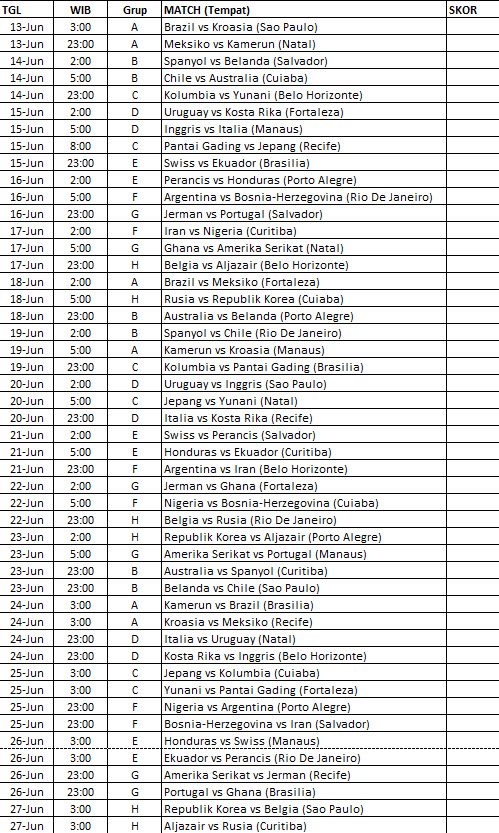 TGL WIB Grup MATCH (Tempat) SKOR
13-Jun 3:00 A Brazil vs Kroasia (Sao Paulo)
13-Jun 23:00 A Meksiko vs Kamerun (Natal)
14-Jun 2:00 B Spanyol vs Belanda (Salvador)
14-Jun 5:00 B Chile vs Australia (Cuiaba)
14-Jun 23:00 C Kolumbia vs Yunani (Belo Horizonte)
15-Jun 2:00 D Uruguay vs Kosta Rika (Fortaleza)
15-Jun 5:00 D Inggris vs Italia (Manaus)
15-Jun 8:00 C Pantai Gading vs Jepang (Recife)
15-Jun 23:00 E Swiss vs Ekuador (Brasilia)
16-Jun 2:00 E Perancis vs Honduras (Porto Alegre)
16-Jun 5:00 F Argentina vs Bosnia-Herzegovina (Rio De Janeiro)
16-Jun 23:00 G Jerman vs Portugal (Salvador)
17-Jun 2:00 F Iran vs Nigeria (Curitiba)
17-Jun 5:00 G Ghana vs Amerika Serikat (Natal)
17-Jun 23:00 H Belgia vs Aljazair (Belo Horizonte)
18-Jun 2:00 A Brazil vs Meksiko (Fortaleza)
18-Jun 5:00 H Rusia vs Republik Korea (Cuiaba)
18-Jun 23:00 B Australia vs Belanda (Porto Alegre)
19-Jun 2:00 B Spanyol vs Chile (Rio De Janeiro)
19-Jun 5:00 A Kamerun vs Kroasia (Manaus)
19-Jun 23:00 C Kolumbia vs Pantai Gading (Brasilia)
20-Jun 2:00 D Uruguay vs Inggris (Sao Paulo)
20-Jun 5:00 C Jepang vs Yunani (Natal)
20-Jun 23:00 D Italia vs Kosta Rika (Recife)
21-Jun 2:00 E Swiss vs Perancis (Salvador)
21-Jun 5:00 E Honduras vs Ekuador (Curitiba)
21-Jun 23:00 F Argentina vs Iran (Belo Horizonte)
22-Jun 2:00 G Jerman vs Ghana (Fortaleza)
22-Jun 5:00 F Nigeria vs Bosnia-Herzegovina (Cuiaba)
22-Jun 23:00 H Belgia vs Rusia (Rio De Janeiro)
23-Jun 2:00 H Republik Korea vs Aljazair (Porto Alegre)
23-Jun 5:00 G Amerika Serikat vs Portugal (Manaus)
23-Jun 23:00 B Australia vs Spanyol (Curitiba)
23-Jun 23:00 B Belanda vs Chile (Sao Paulo)
24-Jun 3:00 A Kamerun vs Brazil (Brasilia)
24-Jun 3:00 A Kroasia vs Meksiko (Recife)
24-Jun 23:00 D Italia vs Uruguay (Natal)
24-Jun 23:00 D Kosta Rika vs Inggris (Belo Horizonte)
25-Jun 3:00 C Jepang vs Kolumbia (Cuiaba)
25-Jun 3:00 C Yunani vs Pantai Gading (Fortaleza)
25-Jun 23:00 F Nigeria vs Argentina (Porto Alegre)
25-Jun 23:00 F Bosnia-Herzegovina vs Iran (Salvador)
26-Jun 3:00 E Honduras vs Swiss (Manaus)
26-Jun 3:00 E Ekuador vs Perancis (Rio De Janeiro)
26-Jun 23:00 G Amerika Serikat vs Jerman (Recife)
26-Jun 23:00 G Portugal vs Ghana (Brasilia)
27-Jun 3:00 H Republik Korea vs Belgia (Sao Paulo)
27-Jun 3:00 H Aljazair vs Rusia (Curitiba)